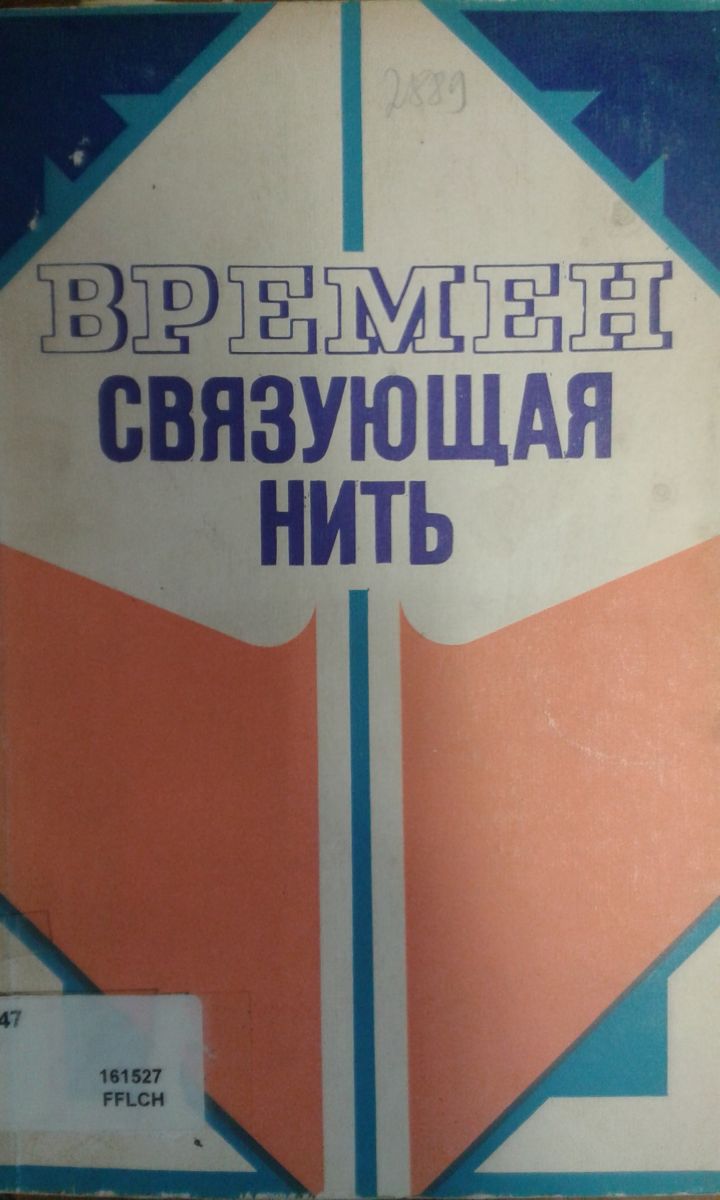 2889
ВРЕМЕН
СВЯЗУЮЩАЯ
НИТЬ
47
161527
FFLCH